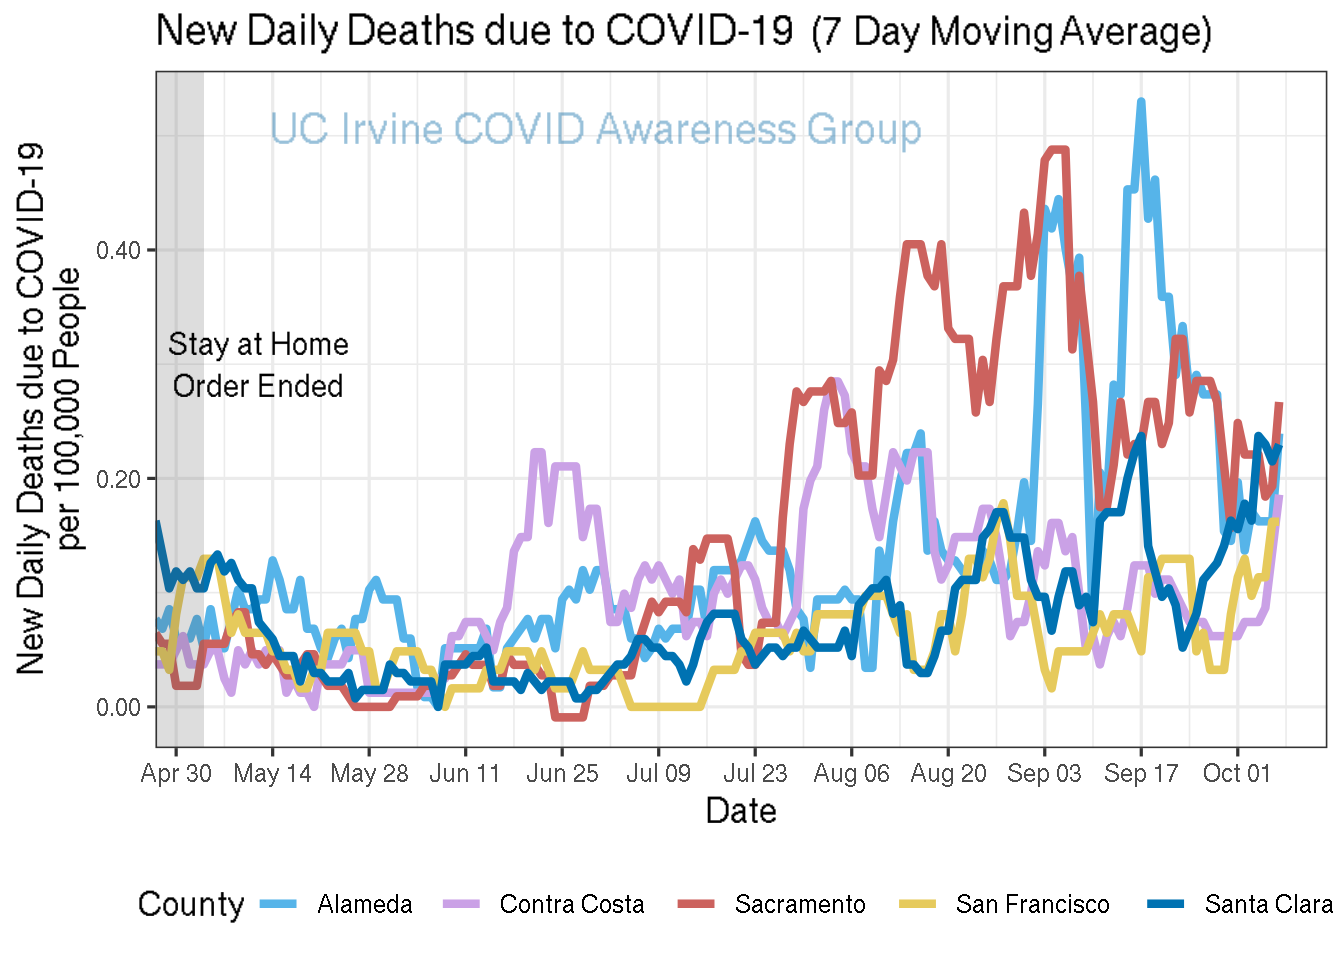 New Daily Deaths due to COVID-19 (7 Day Moving Average)
UC Irvine COVID Awareness Group
New Daily Deaths due to COVID-19
per 100,000 People
0.40
0.20
0.00
Stay at Home
Order Ended
Apr 30 May 14 May 28 Jun 11 Jun 25 Jul 09 Jul 23 Aug 06 Aug 20 Sep 03 Sep 17 Oct 01
Date
County Alameda Contra Costa Sacramento San Francisco Santa Clara